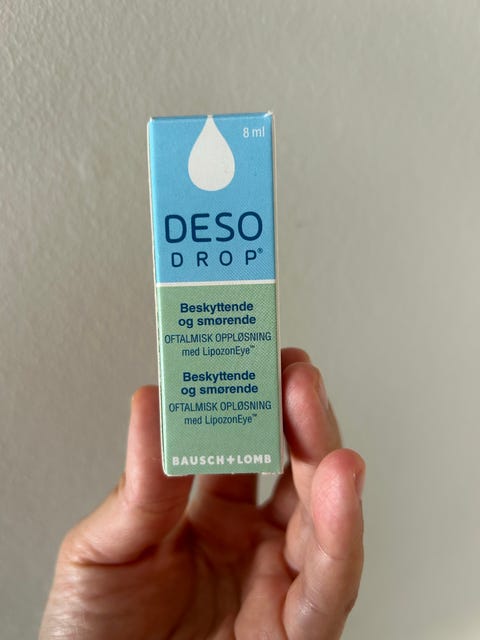 8 ml
DESO
DROP®
Beskyttende
og smørende
OFTALMISK OPPLØSNING
med LipozonEye™
Beskyttende
og smørende
OFTALMISK OPLØSNING
med LipozonEye™
BAUSCH+LOMB